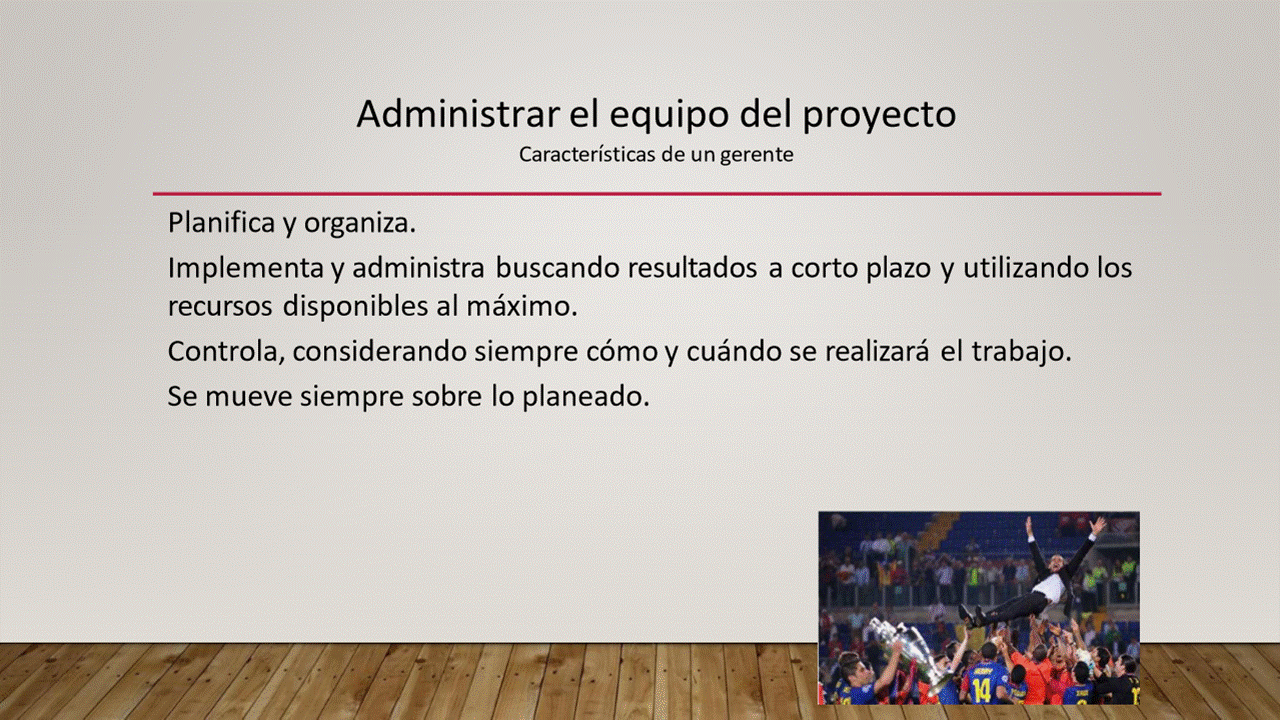 Administrar el equipo del proyecto
Características de un gerente
Planifica y organiza.
Implementa y administra buscando resultados a corto plazo y utilizando los
recursos disponibles al máximo.
Controla, considerando siempre cómo y cuándo se realizará el trabajo.
Se mueve siempre sobre lo planeado.
HENRY
14